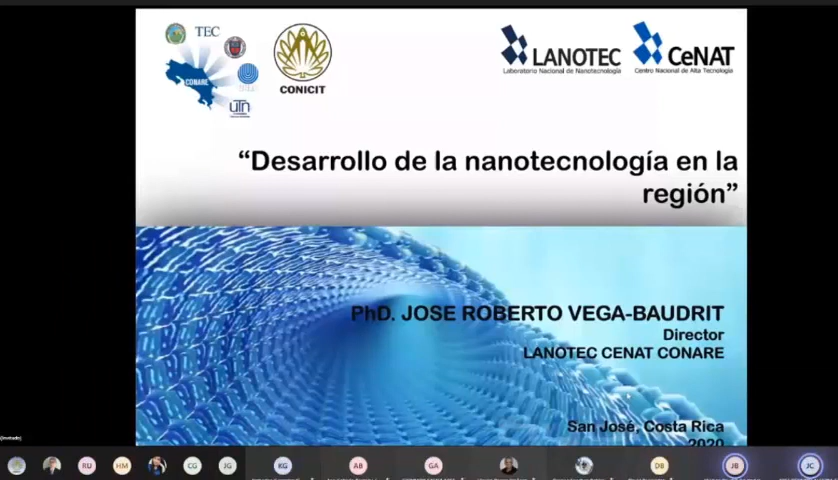 TEC
CONARE
UTN
CONICIT
LANOTEC
Laboratorio Nacional de Nanotecnología
CeNAT
Centro Nacional de Alta Tecnología
“Desarrollo de la nanotecnología en la
región”
PhD. JOSE ROBERTO VEGA-BAUDRIT
Director
LANOTEC CENAT CONARE
San José, Costa Rica
2020
(Invitado)
RU
HM
CG
JG
KG
AB
GA
DB
JB
JC